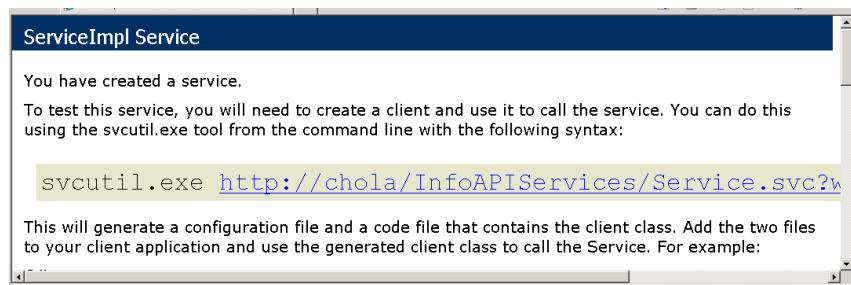 ServiceImpl Service
You have created a service.
To test this service, you will need to create a client and use it to call the service. You can do this
using the svcutil.exe tool from the command line with the following syntax:
svcutil.exe http://chola/InfoAPIServices/Service.svc?w
This will generate a configuration file and a code file that contains the client class. Add the two files
to your client application and use the generated client class to call the Service. For example: